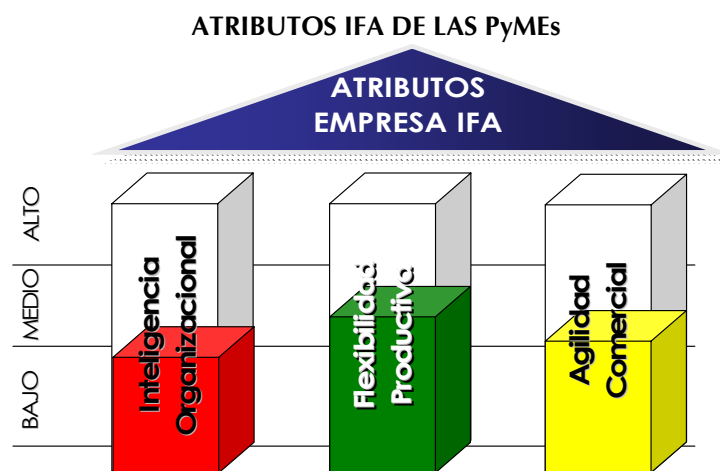 ATRIBUTOS IFA DE LAS PyMEs
ATRIBUTOS
EMPRESA IFA
ALTO
MEDIO
BAJO
Inteligencia
Organizacional
Flexibilidad
Productiva
Agilidad
Comercial